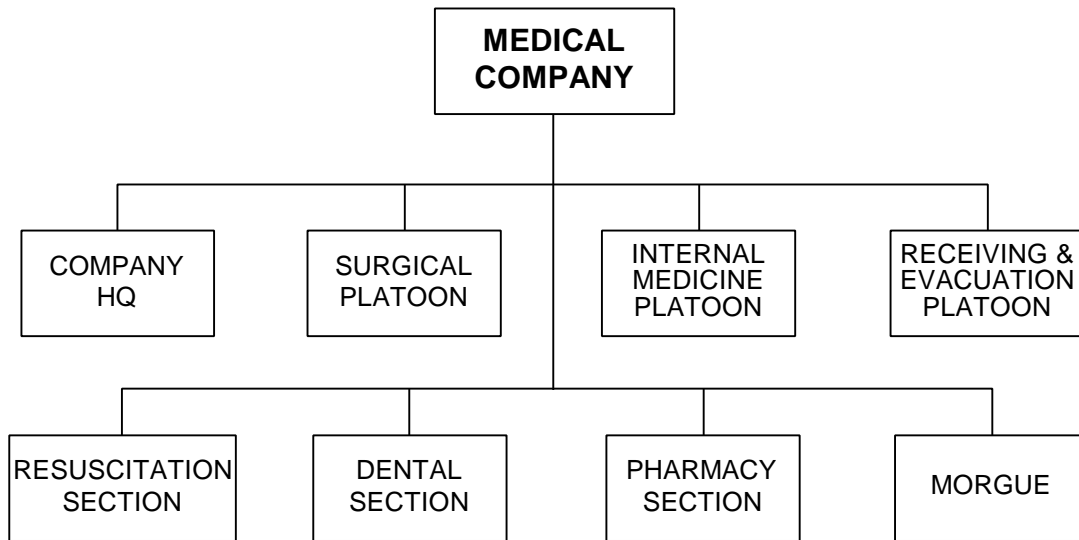 MEDICAL
COMPANY
COMPANY
HQ
SURGICAL
PLATOON
INTERNAL
MEDICINE
PLATOON
RECEIVING &
EVACUATION
PLATOON
RESUSCITATION
SECTION
DENTAL
SECTION
PHARMACY
SECTION
MORGUE